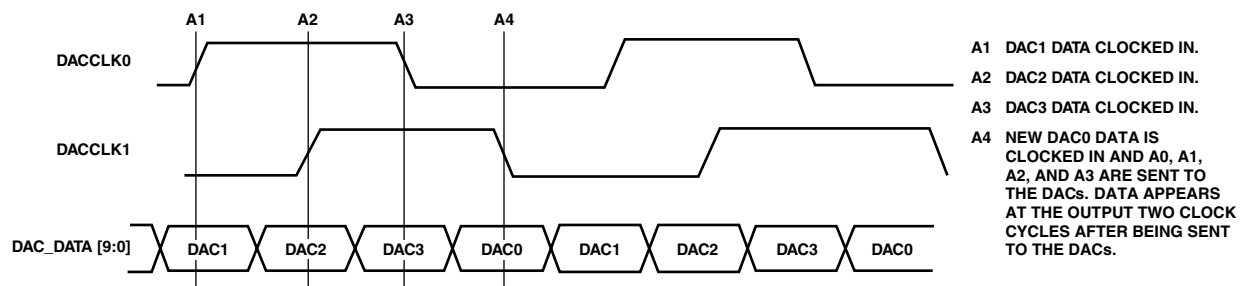 A1 A2 A3 A4
DACCLK0
DACCLK1
DAC_DATA [9:0] DAC1 DAC2 DAC3 DAC0 DAC1 DAC2 DAC3 DAC0
A1 DAC1 DATA CLOCKED IN.
A2 DAC2 DATA CLOCKED IN.
A3 DAC3 DATA CLOCKED IN.
A4 NEW DAC0 DATA IS
CLOCKED IN AND A0, A1,
A2, AND A3 ARE SENT TO
THE DACs. DATA APPEARS
AT THE OUTPUT TWO CLOCK
CYCLES AFTER BEING SENT
TO THE DACs.